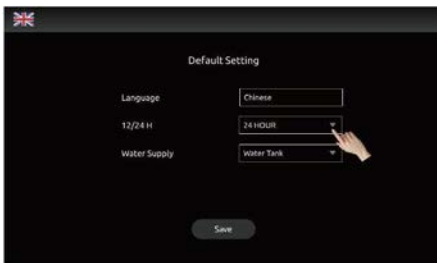 Default Setting
Language Chinese
12/24 H 24 HOUR
Water Supply Water Tank
Save